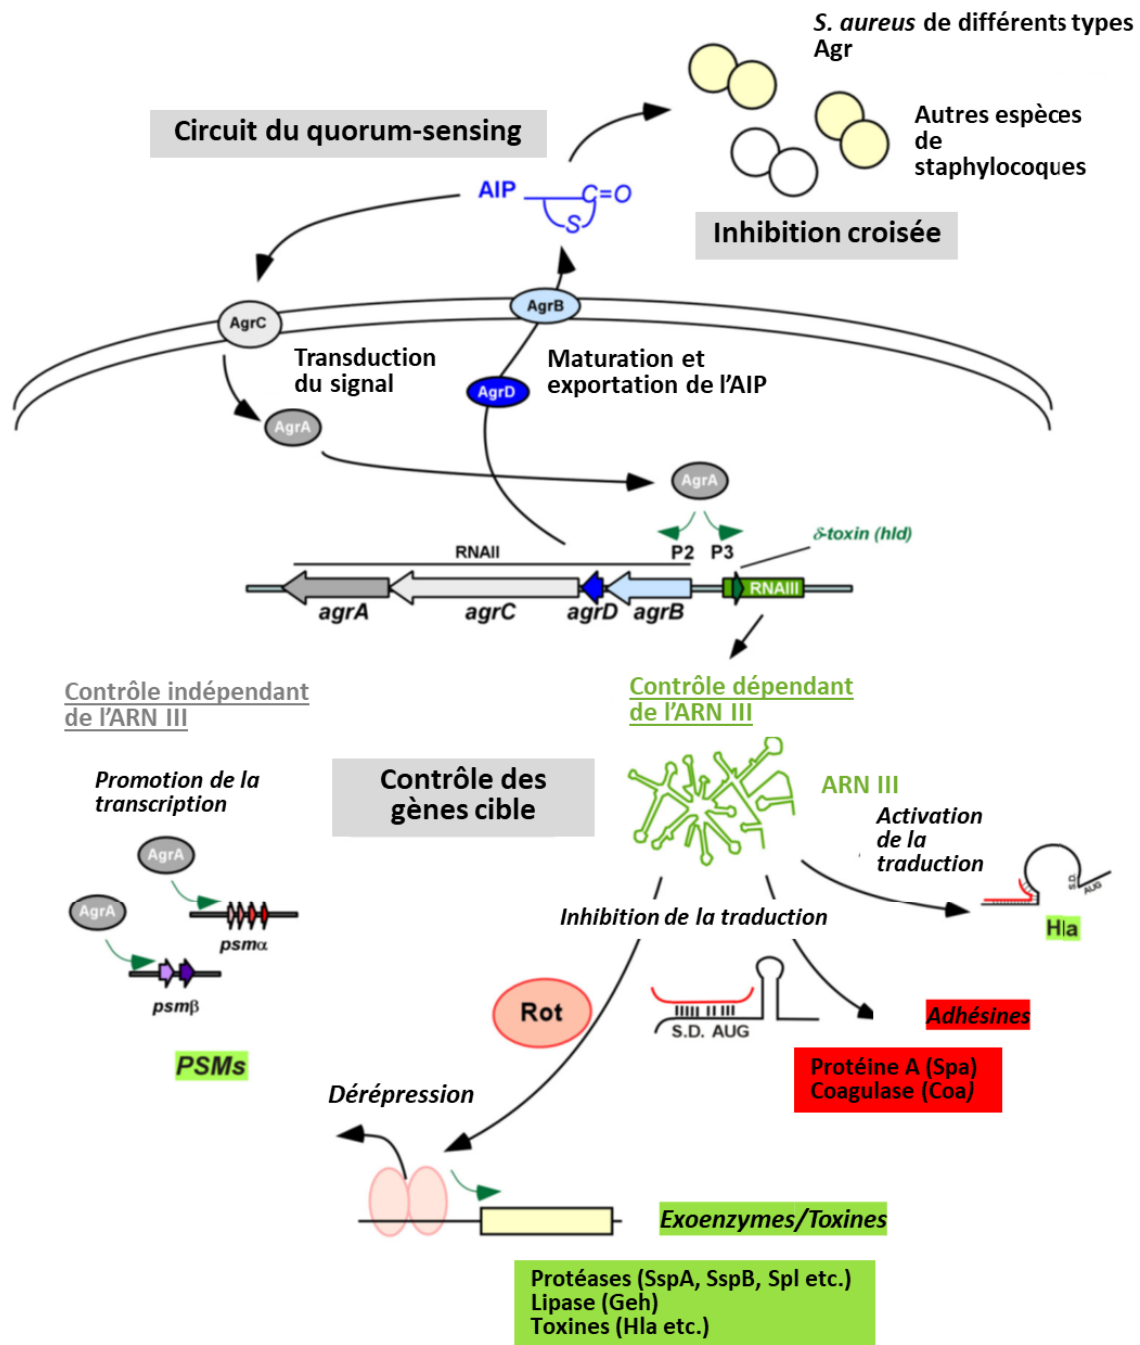 S. aureus de différents types
Agr
Circuit du quorum-sensing
Autres espèces
de
staphylocoques
AIP
C=O
S
Inhibition croisée
AgrB
AgrC
Transduction
du signal
Maturation et
exportation de l'AIP
AgrD
AgrA
AgrA
δ-toxin (hld)
RNAII
P2 P3
RNAIII
agrA agrC agrD agrB
Contrôle indépendant
de l'ARN III
Contrôle dépendant
de l'ARN III
Promotion de la
transcription
Contrôle des
gènes cible
ARN III
Activation
de la
traduction
AgrA
S.D.
AUG
AgrA
psmα
Inhibition de la traduction
Hla
psmβ
Rot
S.D. AUG
Adhésines
PSMs
Protéine A (Spa)
Coagulase (Coa)
Dérépression
Exoenzymes/Toxines
Protéases (SspA, SspB, Spl etc.)
Lipase (Geh)
Toxines (Hla etc.)